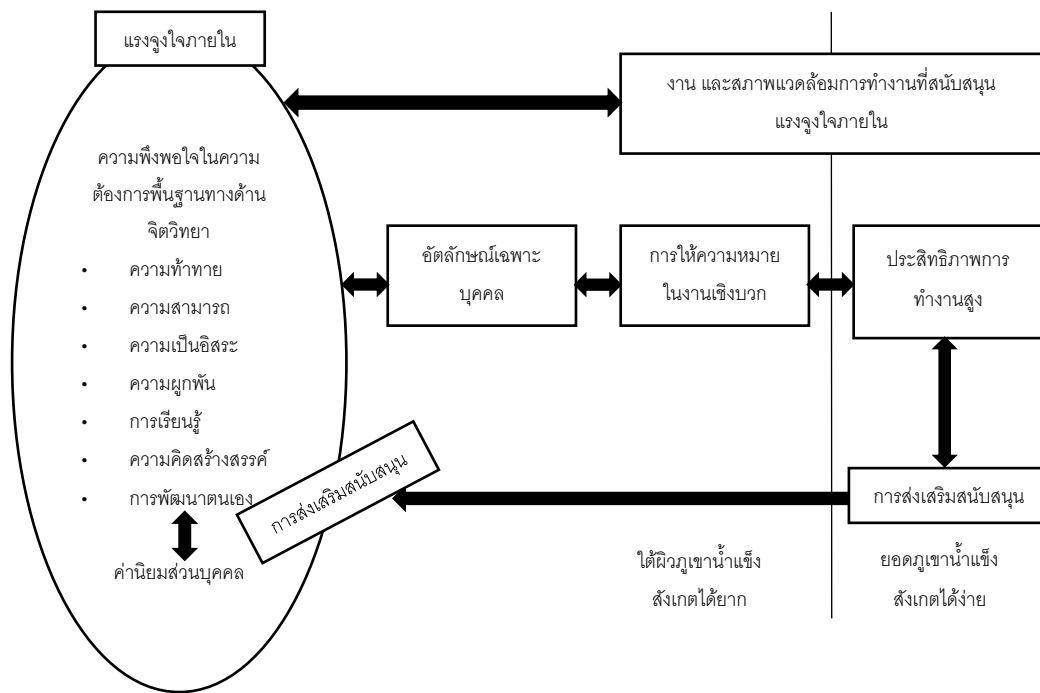 แรงจูงใจภายใน
งาน และสภาพแวดล้อมการทำงานที่สนับสนุน
แรงจูงใจภายใน
ความพึงพอใจในความ
ต้องการพื้นฐานทางด้าน
จิตวิทยา
• ความท้าทาย
• ความสามารถ
• ความเป็นอิสระ
• ความผูกพัน
• การเรียนรู้
• ความคิดสร้างสรรค์
• การพัฒนาตนเอง
ค่านิยมส่วนบุคคล
อัตลักษณ์เฉพาะ
บุคคล
การให้ความหมาย
ในงานเชิงบวก
ประสิทธิภาพการ
ทำงานสูง
การส่งเสริมสนับสนุน
การส่งเสริมสนับสนุน
ใต้ผิวภูเขาน้ำแข็ง
สังเกตได้ยาก
ยอดภูเขาน้ำแข็ง
สังเกตได้ง่าย